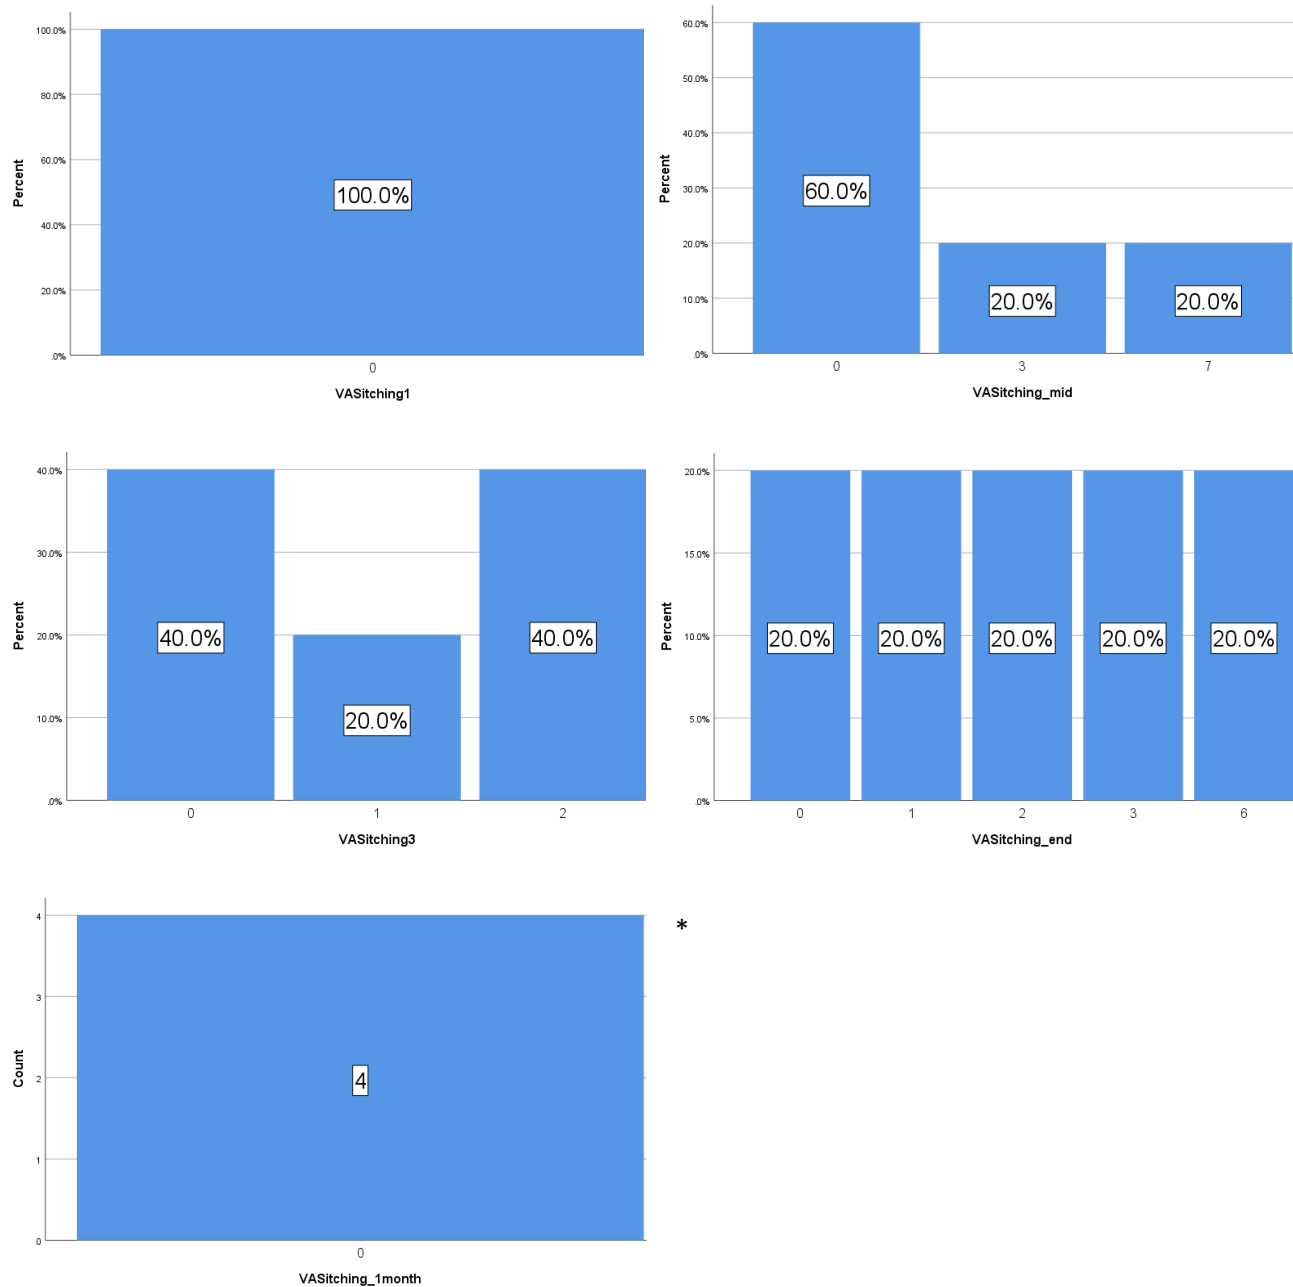 100.0%
80.0%
60.0%
40.0%
20.0%
.0%
Percent
100.0%
0
VASitching1
60.0%
50.0%
40.0%
30.0%
20.0%
10.0%
.0%
Percent
60.0%
20.0%
20.0%
0 3 7
VASitching_mid
40.0%
30.0%
20.0%
10.0%
.0%
Percent
40.0%
20.0%
40.0%
0 1 2
VASitching3
20.0%
15.0%
10.0%
5.0%
.0%
Percent
20.0% 20.0% 20.0% 20.0% 20.0%
0 1 2 3 6
VASitching_end
4
3
2
1
0
Count
4
0
VASitching_1month
*